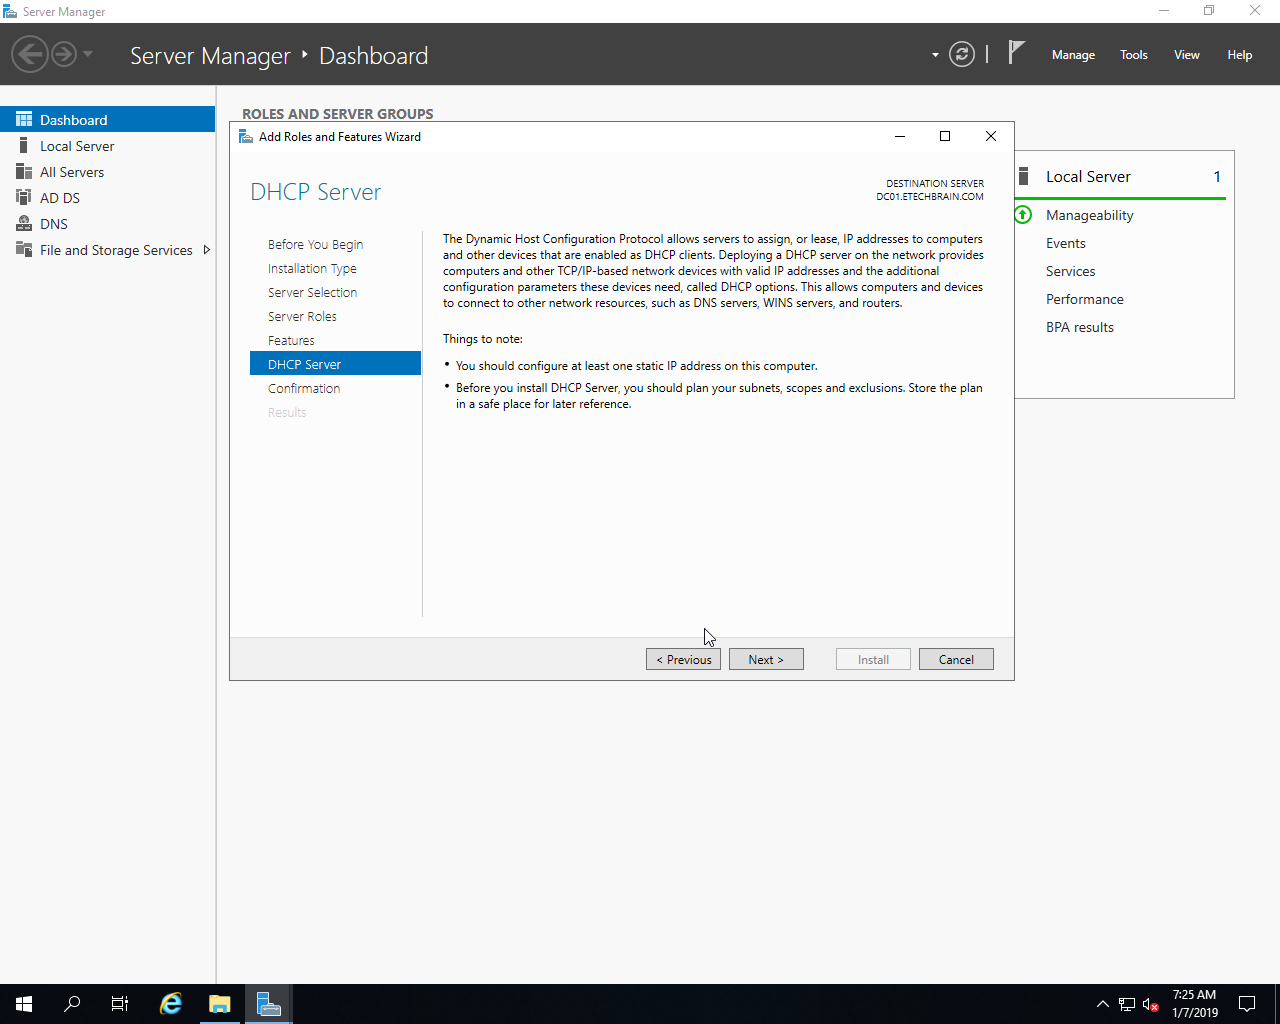 Server Manager
Server Manager
Dashboard
Manage
Tools
View
Help
Dashboard
Local Server
All Servers
AD DS
DNS
File and Storage Services
ROLES AND SERVER GROUPS
Add Roles and Features Wizard
DHCP Server
DESTINATION SERVER
DC01.ETECHBRAIN.COM
Before You Begin
Installation Type
Server Selection
Server Roles
Features
DHCP Server
Confirmation
Results
The Dynamic Host Configuration Protocol allows servers to assign, or lease, IP addresses to computers
and other devices that are enabled as DHCP clients. Deploying a DHCP server on the network provides
computers and other TCP/IP-based network devices with valid IP addresses and the additional
configuration parameters these devices need, called DHCP options. This allows computers and devices
to connect to other network resources, such as DNS servers, WINS servers, and routers.
Things to note:
• You should configure at least one static IP address on this computer.
• Before you install DHCP Server, you should plan your subnets, scopes and exclusions. Store the plan
in a safe place for later reference.
< Previous
Next >
Install
Cancel
Local Server 1
Manageability
Events
Services
Performance
BPA results
7:25 AM
1/7/2019